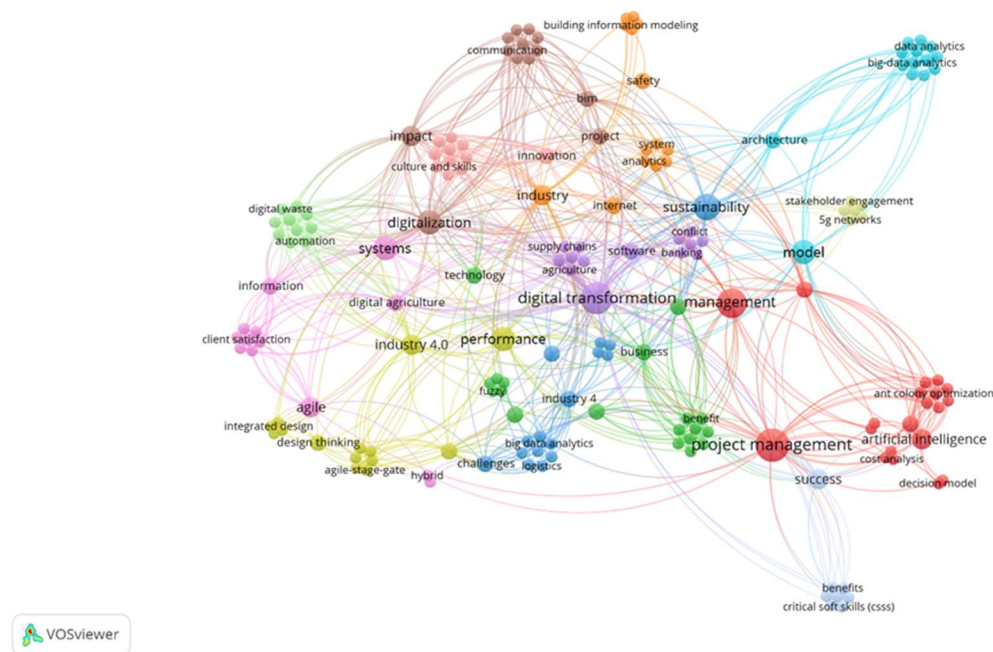 building information modeling
communication
data analytics
big-data analytics
safety
bim
impact
project
architecture
system
analytics
innovation
culture and skills
industry
internet
sustainability
stakeholder engagement
5g networks
digital waste
automation
digitalization
systems
conflict
banking
software
supply chains
agriculture
model
technology
information
digital agriculture
digital transformation
management
client satisfaction
industry 4.0
performance
business
fuzzy
industry 4
ant colony optimization
agile
integrated design
design thinking
benefit
project management
artificial intelligence
big data analytics
logistics
challenges
cost analysis
agile-stage-gate
hybrid
success
decision model
benefits
critical soft skills (csss)
VOSviewer